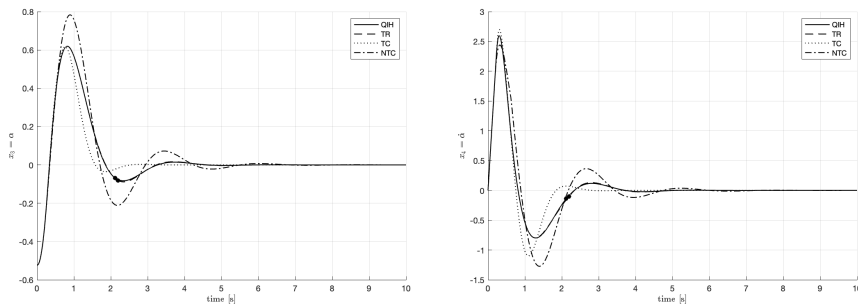 0.8
0.6
0.4
0.2
0
-0.2
-0.4
-0.6
x₃ = α
0 1 2 3 4 5 6 7 8 9 10
time [s]
QIH
TR
TC
NTC
3
2.5
2
1.5
1
0.5
0
-0.5
-1
-1.5
x₄ = α̇
0 1 2 3 4 5 6 7 8 9 10
time [s]
QIH
TR
TC
NTC